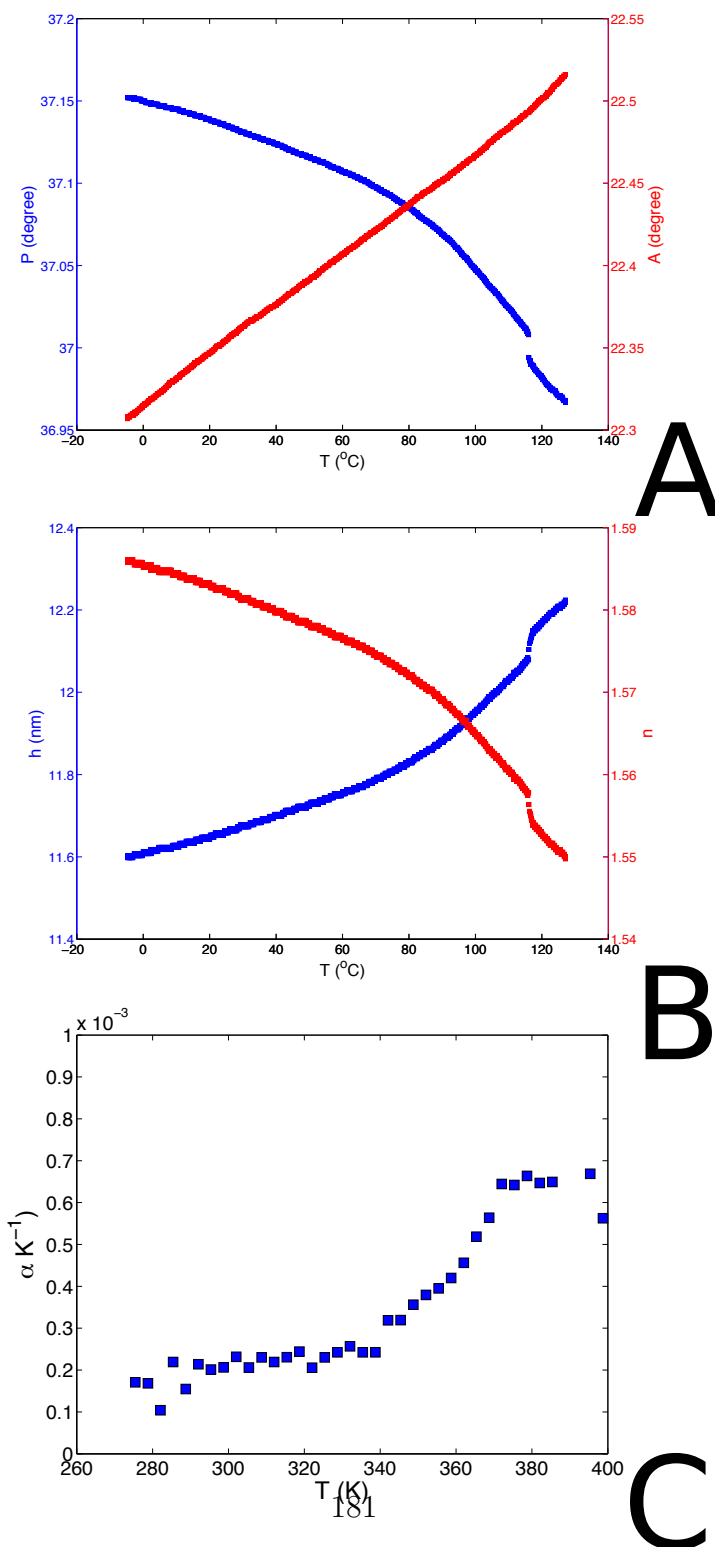 37.2
37.15
37.1
37.05
37
36.95
P (degree)
22.55
22.5
22.45
22.4
22.35
22.3
A (degree)
−20 0 20 40 60 80 100 120 140
T (°C)
A
12.4
12.2
12
11.8
11.6
11.4
h (nm)
1.59
1.58
1.57
1.56
1.55
1.54
n
−20 0 20 40 60 80 100 120 140
T (°C)
B
x 10⁻³
1
0.9
0.8
0.7
0.6
0.5
0.4
0.3
0.2
0.1
0
α K⁻¹)
260 280 300 320 340 360 380 400
T (K)
181
C